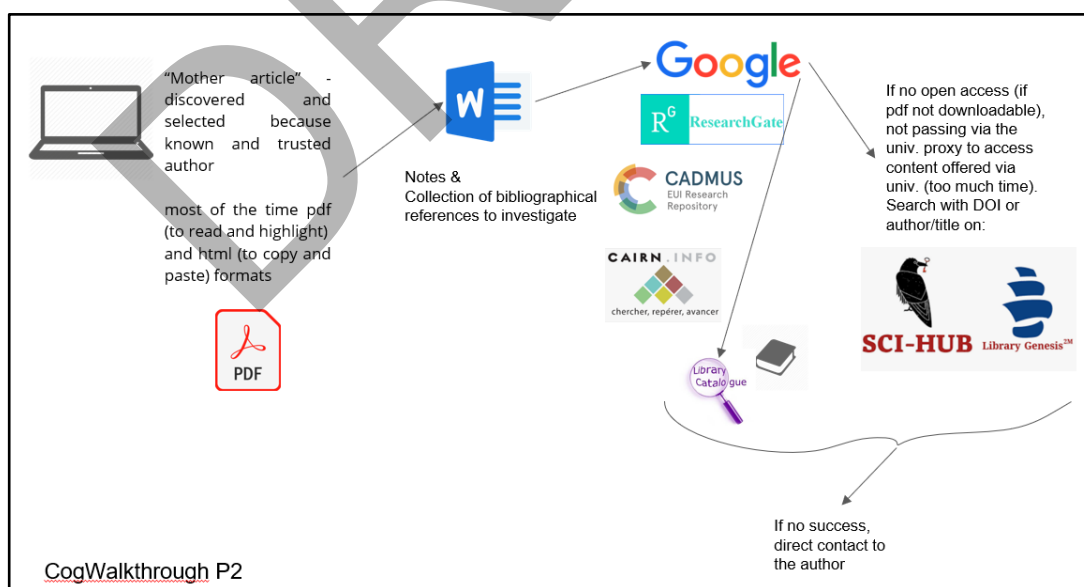 “Mother article” -
discovered and
selected because
known and trusted
author
most of the time pdf
(to read and highlight)
and html (to copy and
paste) formats
PDF
W
Notes &
Collection of bibliographical
references to investigate
Google
RG ResearchGate
CADMUS
EUI Research
Repository
CAIRN.INFO
chercher, repérer, avancer
Library
Catalogue
If no open access (if
pdf not downloadable),
not passing via the
univ. proxy to access
content offered via
univ. (too much time).
Search with DOI or
author/title on:
SCI-HUB
Library Genesis™
If no success,
direct contact to
the author
CogWalkthrough P2